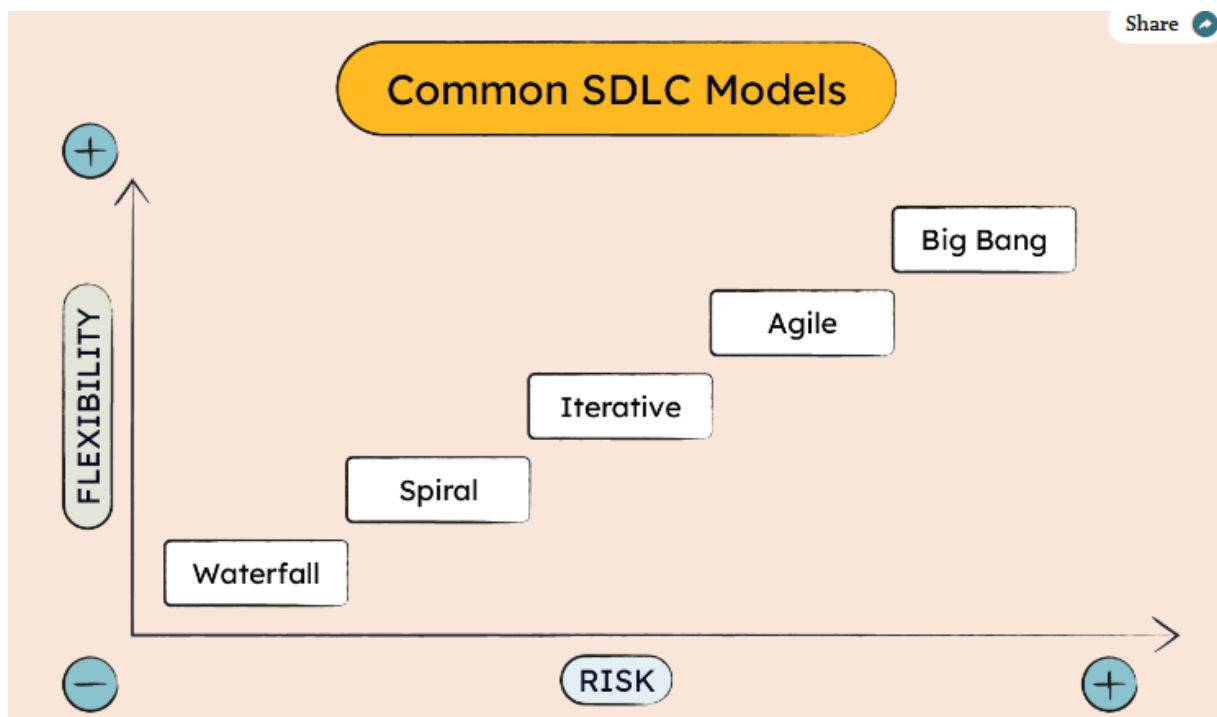 Share
Common SDLC Models
+
Big Bang
Agile
FLEXIBILITY
Iterative
Spiral
Waterfall
−
RISK
+